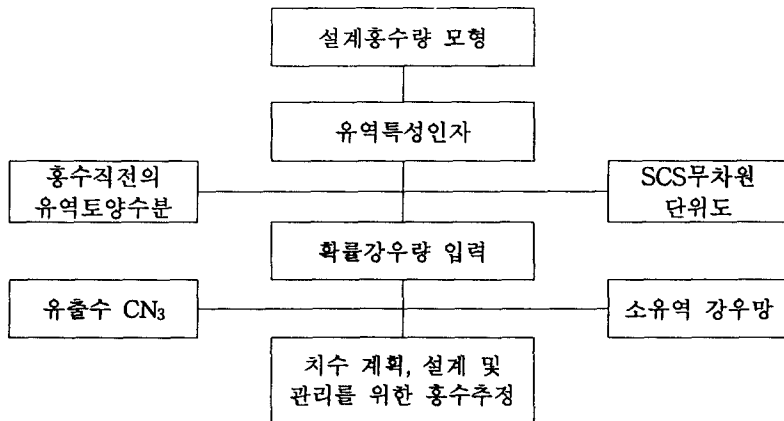 설계홍수량 모형
유역특성인자
홍수직전의
유역토양수분
SCS무차원
단위도
확률강우량 입력
유출수 CN₃
소유역 강우망
치수 계획, 설계 및
관리를 위한 홍수추정